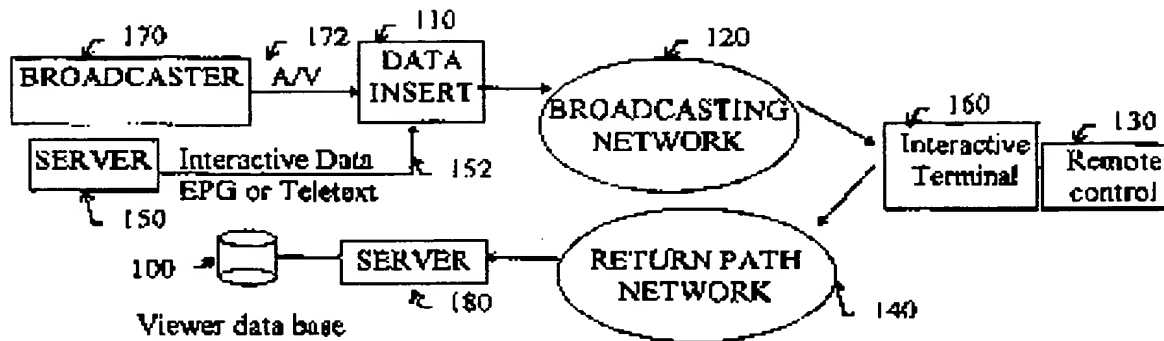 170
172
110
120
BROADCASTER
A/V
DATA
INSERT
BROADCASTING
NETWORK
160
130
Interactive
Terminal
Remote
control
SERVER
Interactive Data
EPG or Teletext
152
150
100
SERVER
180
RETURN PATH
NETWORK
140
Viewer data base